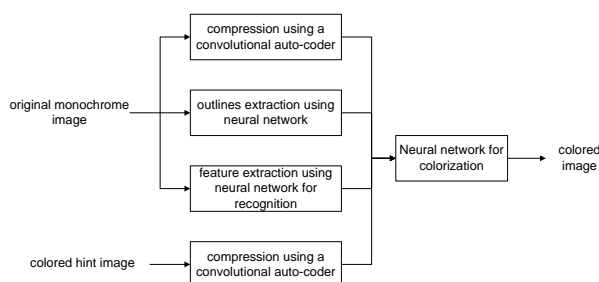 compression using a
convolutional auto-coder
original monochrome
image
outlines extraction using
neural network
feature extraction using
neural network for
recognition
colored hint image
compression using a
convolutional auto-coder
Neural network for
colorization
colored
image